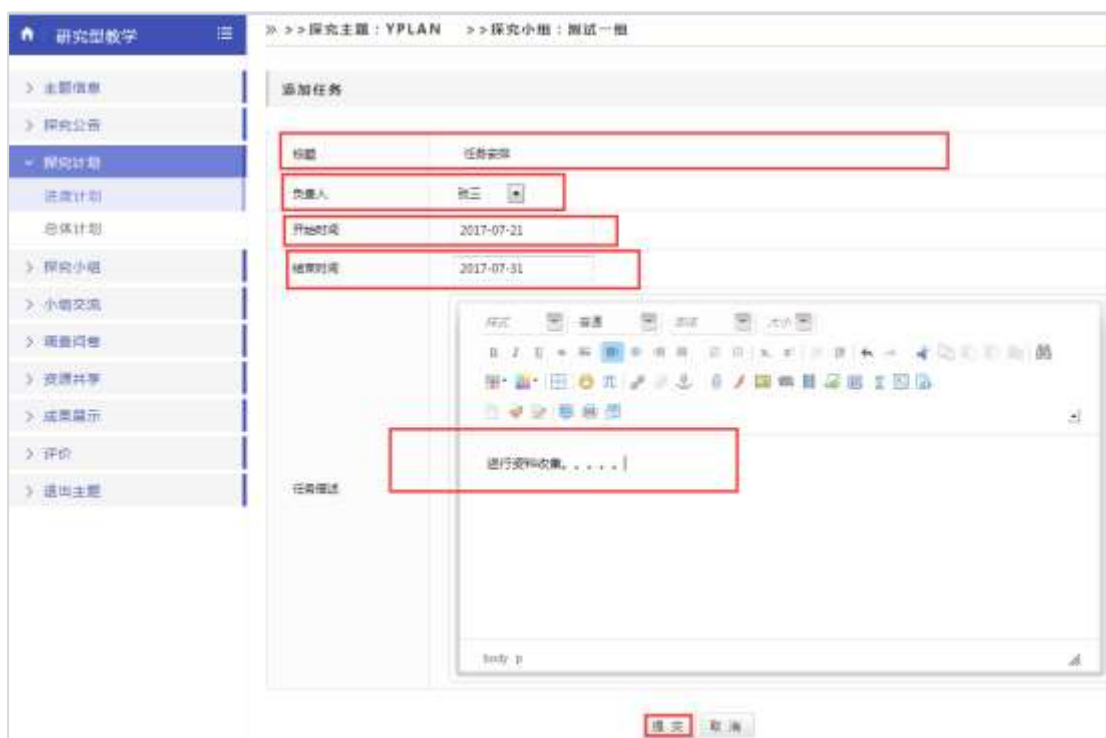 研究型教学
>>>探究主题：YPLAN >>探究小组：测试一组
> 主题信息
> 探究公告
探究计划
进度计划
总体计划
> 探究小组
> 小组交流
> 调查问卷
> 资源共享
> 成果展示
> 评价
> 退出主题
添加任务
标题 任务安排
负责人 张三
开始时间 2017-07-21
结束时间 2017-07-31
样式 普通 字体 大小
任务描述
进行资料收集。。。。。
body p
提交 取消